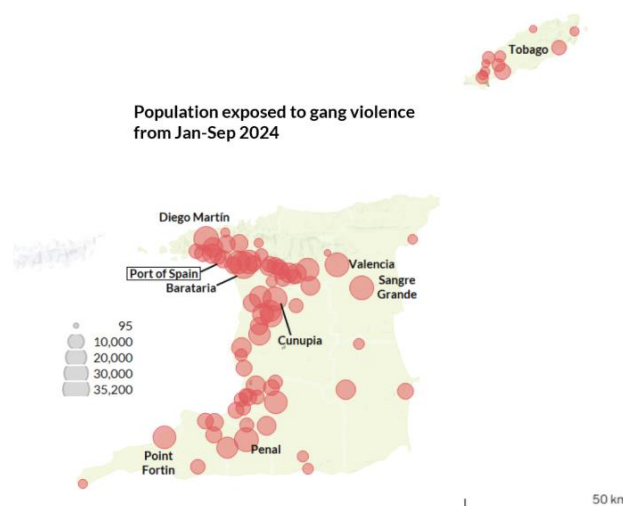 Tobago
Population exposed to gang violence
from Jan-Sep 2024
Diego Martín
Port of Spain
Barataria
Valencia
Sangre
Grande
Cunupia
95
10,000
20,000
30,000
35,200
Point
Fortin
Penal
50 km